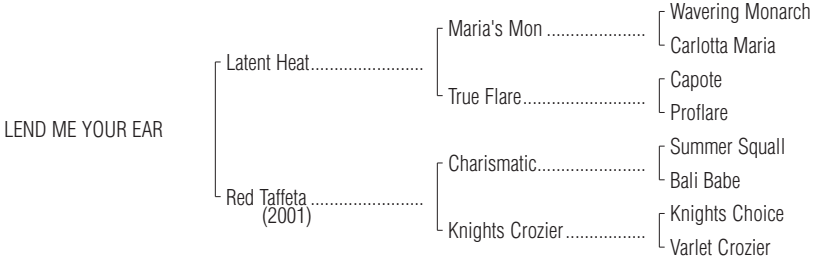 Wavering Monarch
Maria's Mon .....................
Carlotta Maria
Latent Heat........................
Capote
True Flare..........................
Proflare
LEND ME YOUR EAR
Summer Squall
Charismatic.......................
Bali Babe
Red Taffeta ........................
(2001)
Knights Choice
Knights Crozier .................
Varlet Crozier